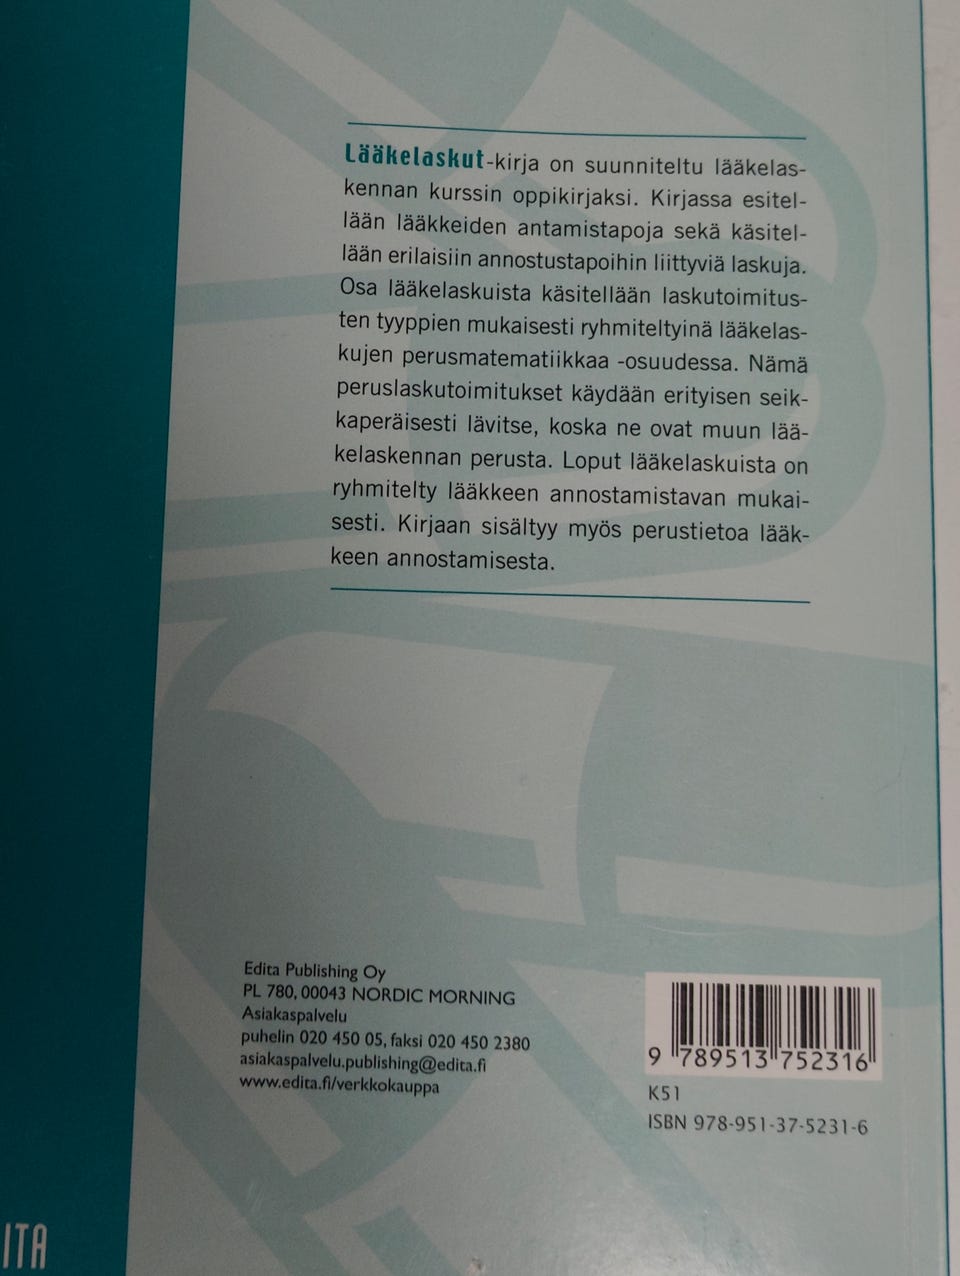 Lääkelaskut-kirja on suunniteltu lääkelas-
kennan kurssin oppikirjaksi. Kirjassa esitel-
lään lääkkeiden antamistapoja sekä käsitel-
lään erilaisiin annostustapoihin liittyviä laskuja.
Osa lääkelaskuista käsitellään laskutoimitus-
ten tyyppien mukaisesti ryhmiteltyinä lääkelas-
kujen perusmatematiikkaa -osuudessa. Nämä
peruslaskutoimitukset käydään erityisen seik-
kaperäisesti lävitse, koska ne ovat muun lää-
kelaskennan perusta. Loput lääkelaskuista on
ryhmitelty lääkkeen annostamistavan mukai-
sesti. Kirjaan sisältyy myös perustietoa lääk-
keen annostamisesta.
Edita Publishing Oy
PL 780, 00043 NORDIC MORNING
Asiakaspalvelu
puhelin 020 450 05, faksi 020 450 2380
asiakaspalvelu.publishing@edita.fi
www.edita.fi/verkkokauppa
9 789513 752316
K51
ISBN 978-951-37-5231-6
ITA